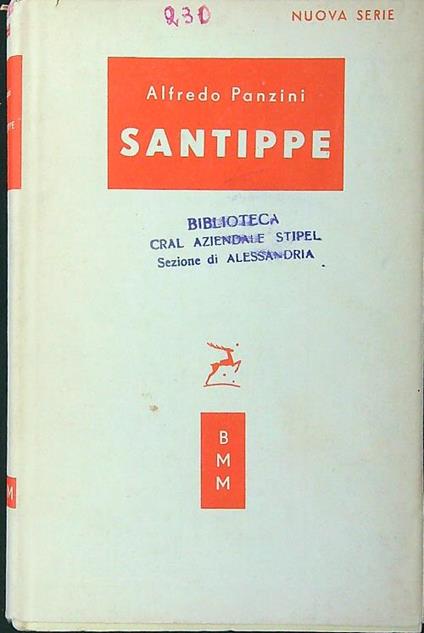 230
NUOVA SERIE
Alfredo Panzini
SANTIPPE
BIBLIOTECA
CRAL AZIENDALE STIPEL
Sezione di ALESSANDRIA
B
M
M